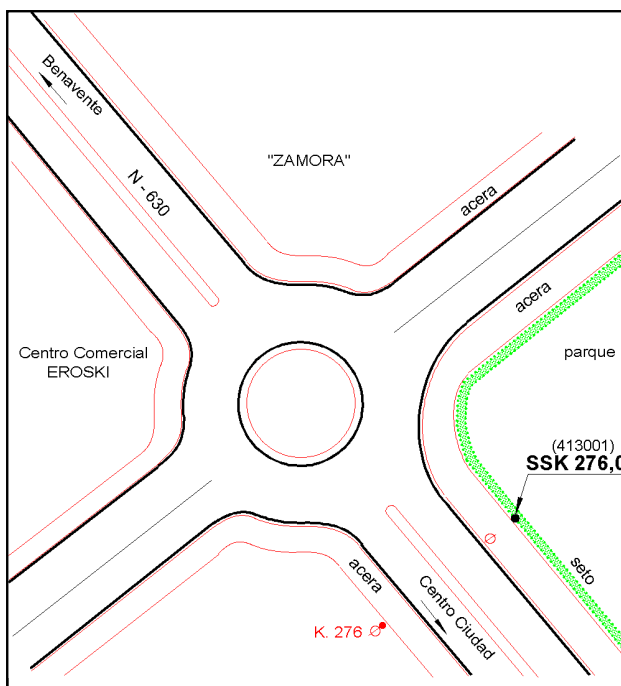 Benavente
N - 630
"ZAMORA"
acera
acera
parque
Centro Comercial
EROSKI
(413001)
SSK 276,0
seto
acera
Centro Ciudad
K. 276